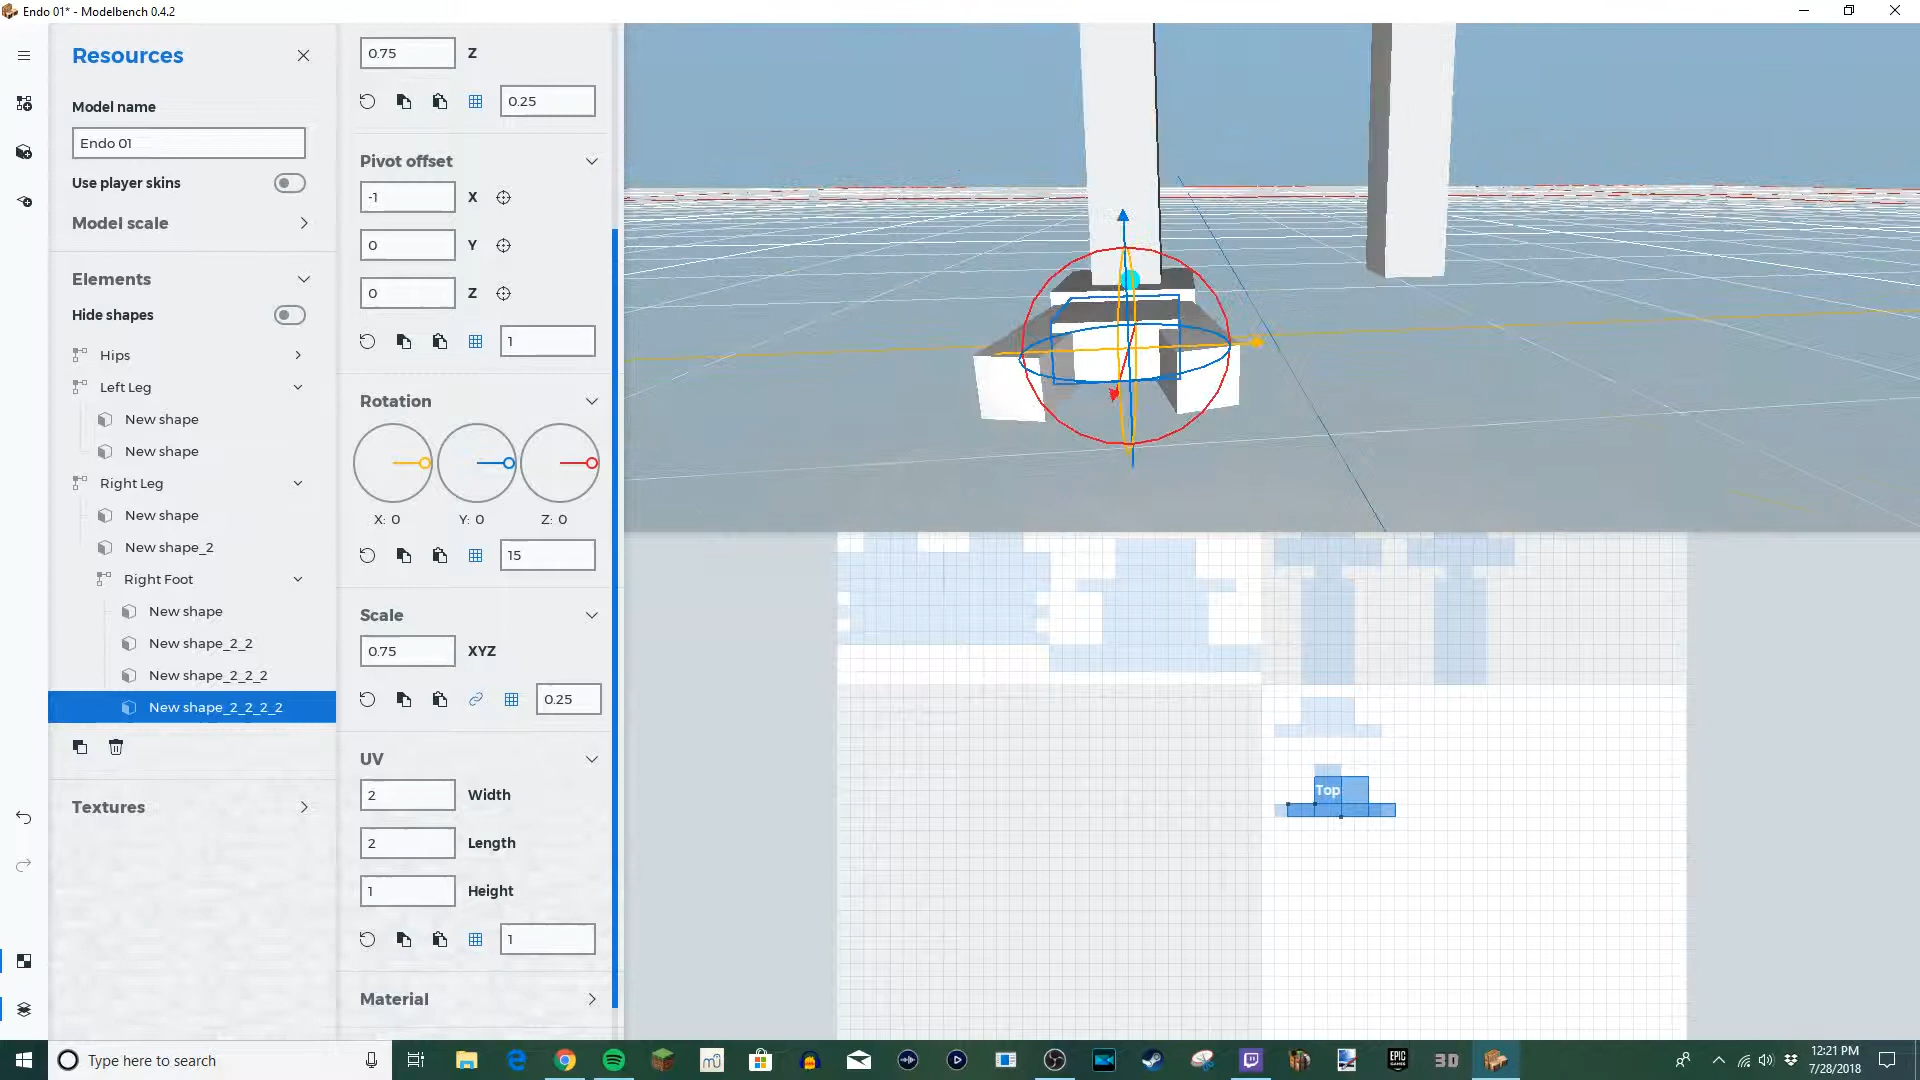 Endo 01* - Modelbench 0.4.2
Resources
Model name
Endo 01
Use player skins
Model scale
Elements
Hide shapes
Hips
Left Leg
New shape
New shape
Right Leg
New shape
New shape_2
Right Foot
New shape
New shape_2_2
New shape_2_2_2
New shape_2_2_2_2
Textures
0.75 Z
0.25
Pivot offset
-1 X
0 Y
0 Z
1
Rotation
X: 0 Y: 0 Z: 0
15
Scale
0.75 XYZ
0.25
UV
2 Width
2 Length
1 Height
1
Material
Top
Type here to search
EPIC GAMES
3D
12:21 PM
7/28/2018